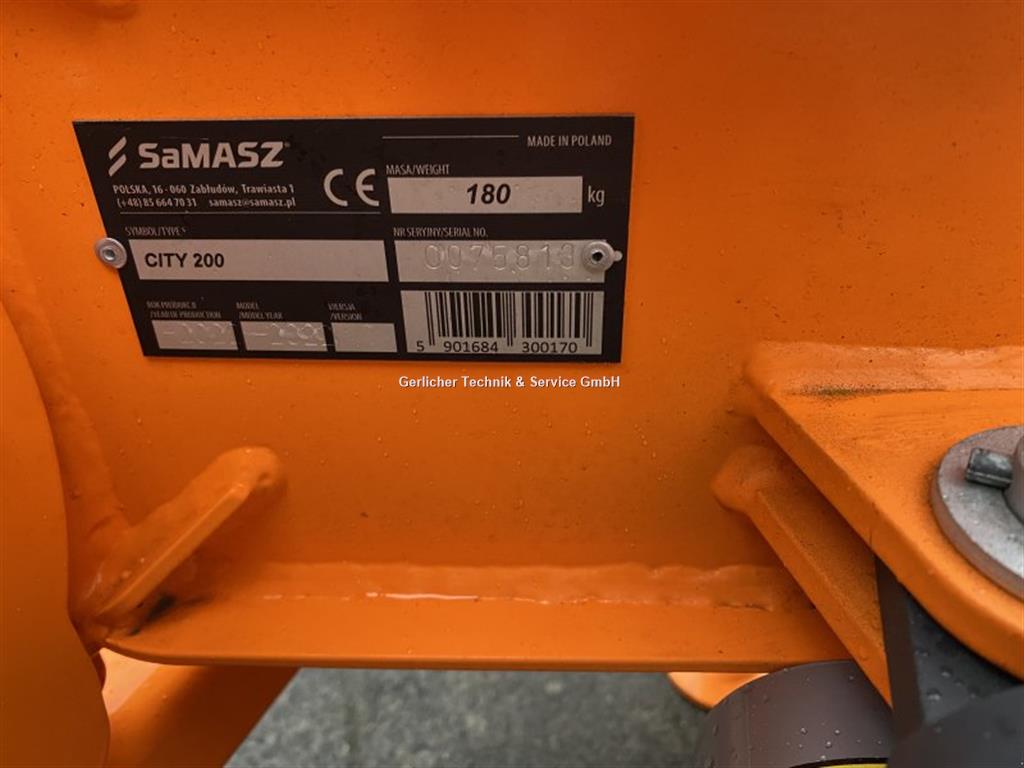 SaMASZ
POLSKA, 16 - 060 Zabłudów, Trawiasta 1
(+48) 85 664 70 31 samasz@samasz.pl
CE
MADE IN POLAND
MASA/WEIGHT
180 kg
SYMBOL/TYPE
CITY 200
NR SERYJNY/SERIAL NO.
ROK PRODUKCJI
/YEAR OF PRODUCTION
MODEL
/MODEL YEAR
WERSJA
/VERSION
5 901684 300170
Gerlicher Technik & Service GmbH